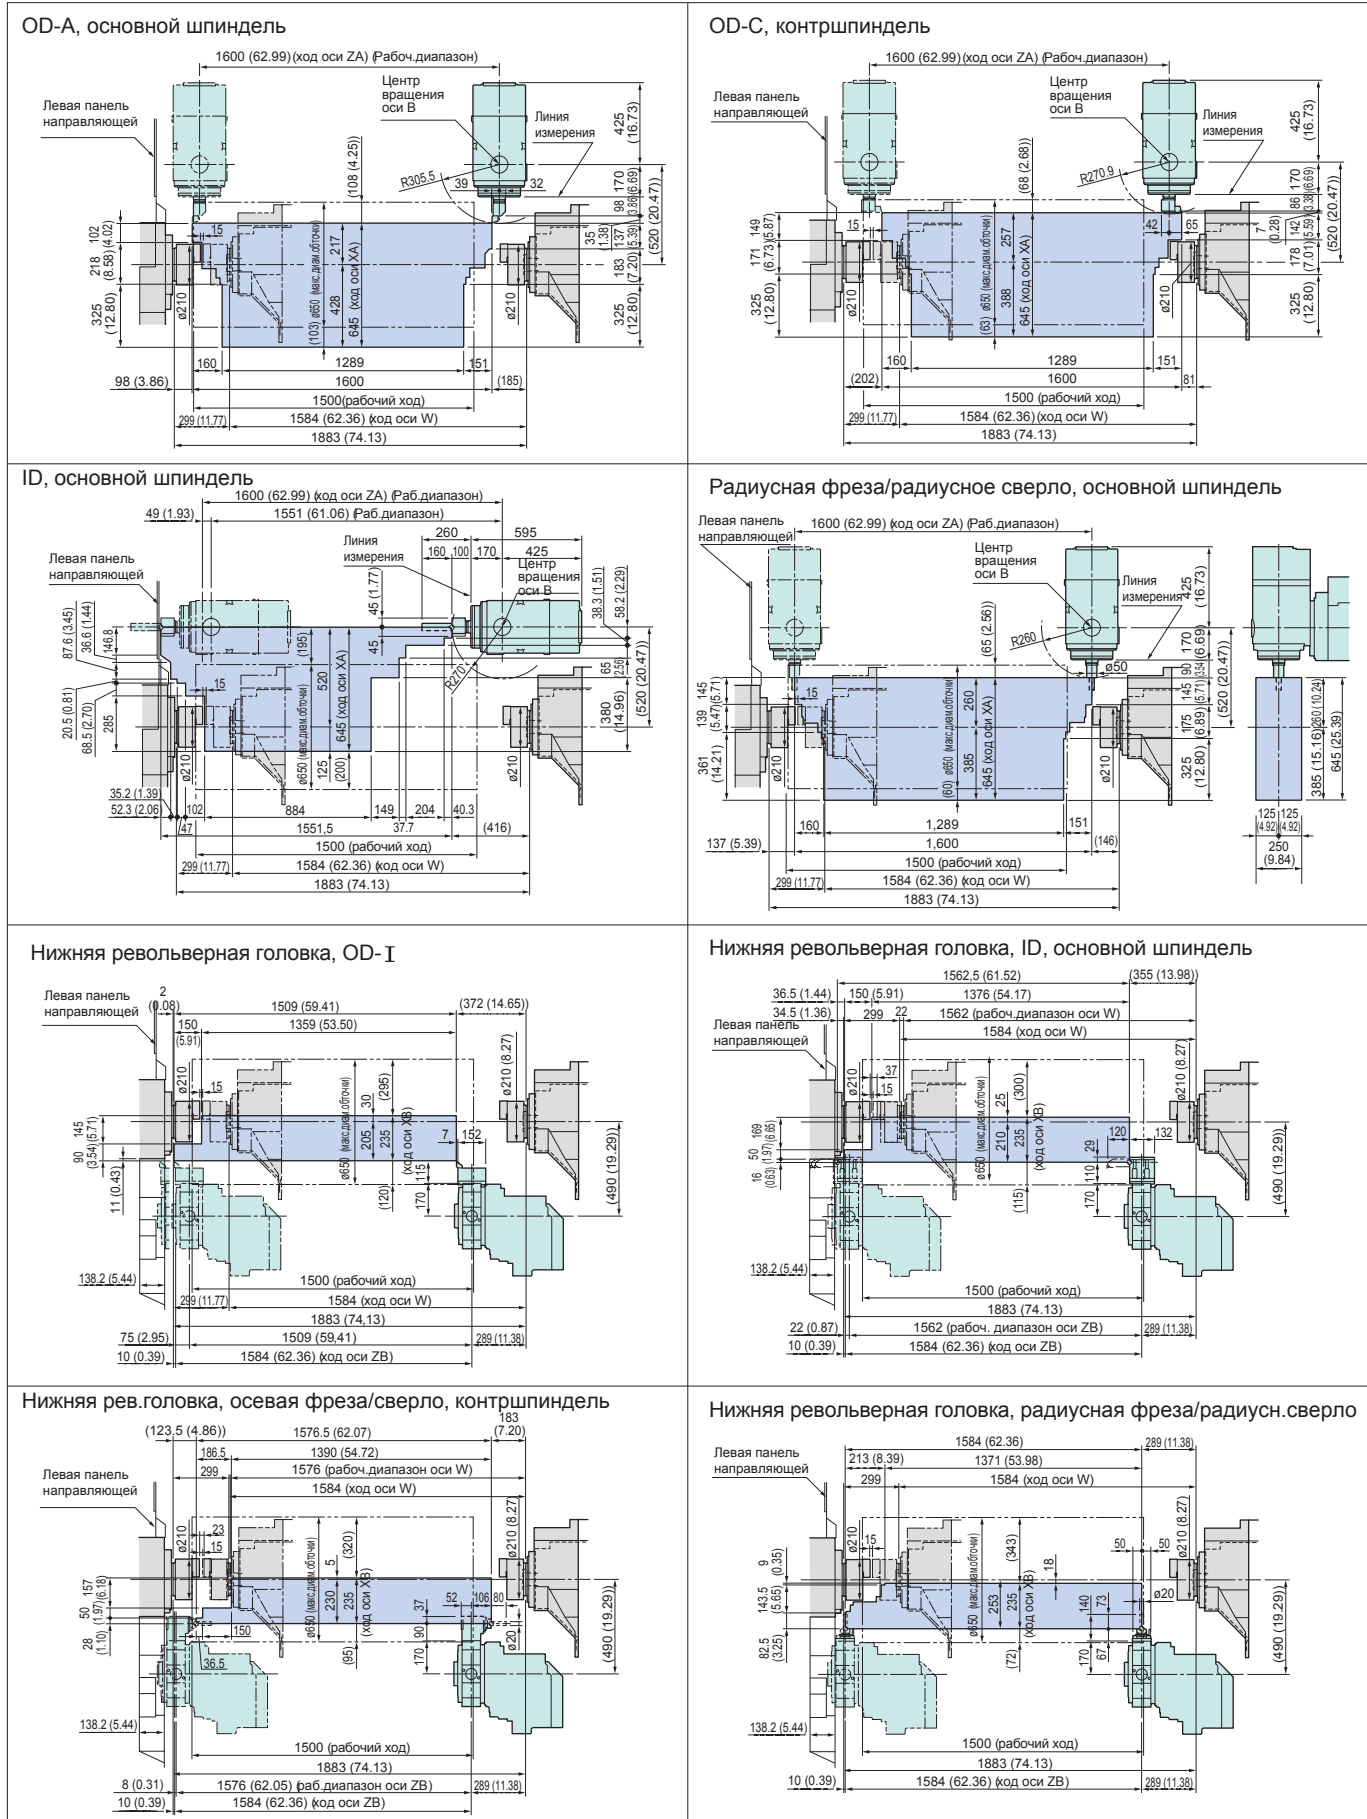 OD-A, основной шпиндель
1600 (62.99) (ход оси ZA) (Рабоч.диапазон)
Левая панель
направляющей
Центр
вращения
оси B
Линия
измерения
425
(16.73)
108 (4.25)
R305.5
39
32
170
(6.69)
98
(3.86)
(520 (20.47))
102
(4.02)
218
(8.58)
325
(12.80)
15
ø210
217
428
(103)
ø650 (макс.диам.обточки)
645 (ход оси XA)
35
(1.38)
137
(5.39)
183
(7.20)
325
(12.80)
ø210
160
1289
151
98 (3.86)
1600
(185)
1500(рабочий ход)
299 (11.77)
1584 (62.36) (ход оси W)
1883 (74.13)
OD-C, контршпиндель
1600 (62.99) (ход оси ZA) (Рабоч.диапазон)
Левая панель
направляющей
Центр
вращения
оси B
Линия
измерения
425
(16.73)
(68 (2.68))
R270.9
170
(6.69)
86
(3.38)
(520 (20.47))
149
(5.87)
171
(6.73)
325
(12.80)
15
ø210
257
388
(63)
ø650 (макс.диам.обточки)
645 (ход оси XA)
42
65
7
(0.28)
142
(5.59)
178
(7.01)
325
(12.80)
ø210
160
1289
151
(202)
1600
81
1500 (рабочий ход)
299 (11.77)
1584 (62.36) (ход оси W)
1883 (74.13)
ID, основной шпиндель
1600 (62.99) (ход оси ZA) (Раб.диапазон)
49 (1.93)
1551 (61.06) (Раб.диапазон)
260
595
Линия
измерения
160
100
170
425
Левая панель
направляющей
Центр
вращения
оси B
45 (1.77)
45
38.3 (1.51)
58.2 (2.29)
87.6 (3.45)
36.6 (1.44)
146.8
(195)
R270
65
(2.56)
380
(14.96)
(520 (20.47))
20.5 (0.81)
68.5 (2.70)
285
15
ø210
520
125
(200)
ø650 (макс.диам.обточки)
645 (ход оси XA)
ø210
35.2 (1.39)
52.3 (2.06)
102
884
149
204
40.3
47
1551,5
37.7
(416)
1500 (рабочий ход)
299 (11.77)
1584 (62.36) (ход оси W)
1883 (74.13)
Радиусная фреза/радиусное сверло, основной шпиндель
Левая панель
направляющей
1600 (62.99) (ход оси ZA) (Раб.диапазон)
Центр
вращения
оси B
Линия
измерения
425
(16.73)
(65 (2.56))
R260
170
(6.69)
90
(3.54)
ø50
(520 (20.47))
145
(5.71)
139
(5.47)
361
(14.21)
15
ø210
260
385
(60)
ø650 (макс.диам.обточки)
645 (ход оси XA)
145
(5.71)
175
(6.89)
325
(12.80)
ø210
385 (15.16)
260 (10.24)
645 (25.39)
125
(4.92)
125
(4.92)
250
(9.84)
160
1,289
151
137 (5.39)
1,600
(146)
1500 (рабочий ход)
299 (11.77)
1584 (62.36) (ход оси W)
1883 (74.13)
Нижняя револьверная головка, OD-I
Левая панель
направляющей
2
(0.08)
1509 (59.41)
(372 (14.65))
150
(5.91)
1359 (53.50)
ø210
15
(295)
30
ø210 (8.27)
145
(5.71)
90
(3.54)
11 (0.43)
ø650 (макс.диам.обточки)
205
235
(ход оси XB)
7
152
115
170
(120)
(490 (19.29))
138.2 (5.44)
1500 (рабочий ход)
299 (11.77)
1584 (ход оси W)
1883 (74,13)
75 (2.95)
1509 (59,41)
289 (11.38)
10 (0.39)
1584 (62.36) (ход оси ZB)
Нижняя револьверная головка, ID, основной шпиндель
1562,5 (61.52)
(355 (13.98))
36.5 (1.44)
150 (5.91)
1376 (54.17)
34.5 (1.36)
299
22
1562 (рабоч.диапазон оси W)
1584 (ход оси W)
Левая панель
направляющей
ø210
37
15
(300)
25
ø210 (8.27)
169
(6.65)
50
(1.97)
16
(0.63)
ø650 (макс.диам.обточки)
210
235
(ход оси XB)
120
132
29
110
170
(115)
(490 (19.29))
138.2 (5.44)
1500 (рабочий ход)
1883 (74.13)
22 (0.87)
1562 (рабоч. диапазон оси ZB)
289 (11.38)
10 (0.39)
1584 (62.36) (ход оси ZB)
Нижняя рев.головка, осевая фреза/сверло, контршпиндель
(123.5 (4.86))
1576.5 (62.07)
183
(7.20)
186.5
1390 (54.72)
299
1576 (рабоч.диапазон оси W)
1584 (ход оси W)
Левая панель
направляющей
ø210
23
15
(320)
5
ø210 (8.27)
157
(6.18)
50
(1.97)
28
(1.10)
ø650 (макс.диам.обточки)
230
235
(ход оси XB)
52
106
80
37
90
170
ø20
150
36.5
(95)
(490 (19.29))
138.2 (5.44)
1500 (рабочий ход)
1883 (74.13)
8 (0.31)
1576 (62.05) (раб.диапазон оси ZB)
289 (11.38)
10 (0.39)
1584 (62.36) (ход оси ZB)
Нижняя револьверная головка, радиусная фреза/радиусн.сверло
1584 (62.36)
289 (11.38)
213 (8.39)
1371 (53.98)
299
1584 (ход оси W)
Левая панель
направляющей
ø210
15
(343)
18
50
50
ø210 (8.27)
9
(0.35)
143.5
(5.65)
82.5
(3.25)
ø650 (макс.диам.обточки)
253
235
(ход оси XB)
140
73
67
170
ø20
(72)
(490 (19.29))
138.2 (5.44)
1500 (рабочий ход)
1883 (74.13)
10 (0.39)
1584 (62.36) (ход оси ZB)
289 (11.38)